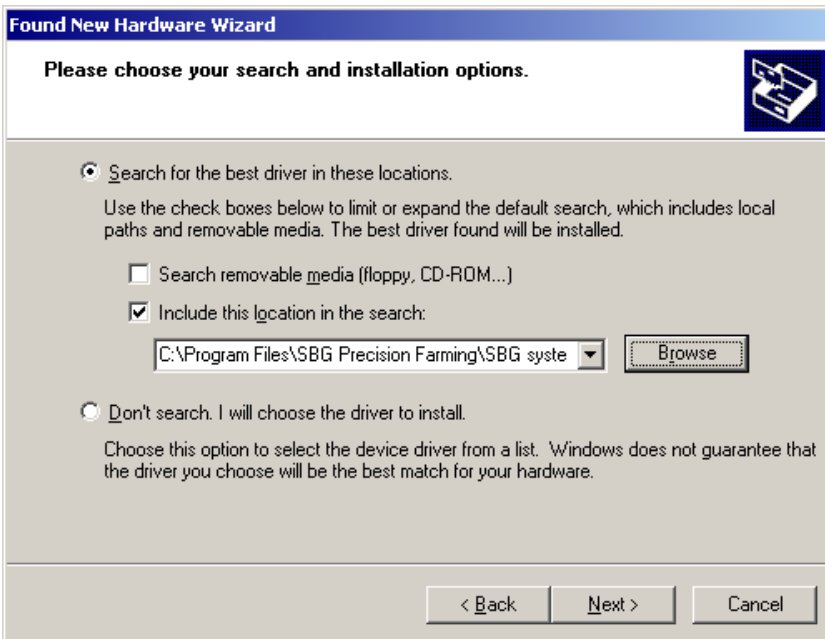 Found New Hardware Wizard
Please choose your search and installation options.
Search for the best driver in these locations.
Use the check boxes below to limit or expand the default search, which includes local
paths and removable media. The best driver found will be installed.
Search removable media (floppy, CD-ROM...)
Include this location in the search:
C:\Program Files\SBG Precision Farming\SBG syste
Browse
Don't search. I will choose the driver to install.
Choose this option to select the device driver from a list. Windows does not guarantee that
the driver you choose will be the best match for your hardware.
< Back Next > Cancel